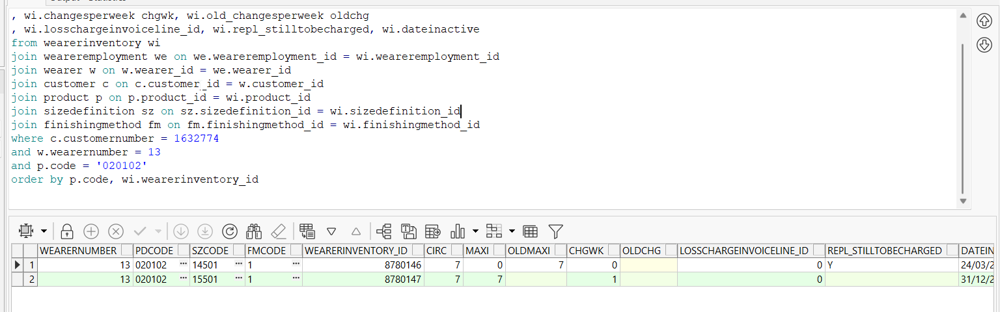 , wi.changesperweek chgwk, wi.old_changesperweek oldchg
, wi.losschargeinvoiceline_id, wi.repl_stilltobecharged, wi.dateinactive
from wearerinventory wi
join weareremployment we on we.weareremployment_id = wi.weareremployment_id
join wearer w on w.wearer_id = we.wearer_id
join customer c on c.customer_id = w.customer_id
join product p on p.product_id = wi.product_id
join sizedefinition sz on sz.sizedefinition_id = wi.sizedefinition_id
join finishingmethod fm on fm.finishingmethod_id = wi.finishingmethod_id
where c.customernumber = 1632774
and w.wearernumber = 13
and p.code = '020102'
order by p.code, wi.wearerinventory_id
WEARERNUMBER PDCODE SZCODE FMCODE WEARERINVENTORY_ID CIRC MAXI OLDMAXI CHGWK OLDCHG LOSSCHARGEINVOICELINE_ID REPL_STILLTOBECHARGED DATEIN
1 13 020102 ··· 14501 ··· 1 ··· 8780146 7 0 7 0 0 Y 24/03/2
2 13 020102 ··· 15501 ··· 1 ··· 8780147 7 7 1 0 31/12/2